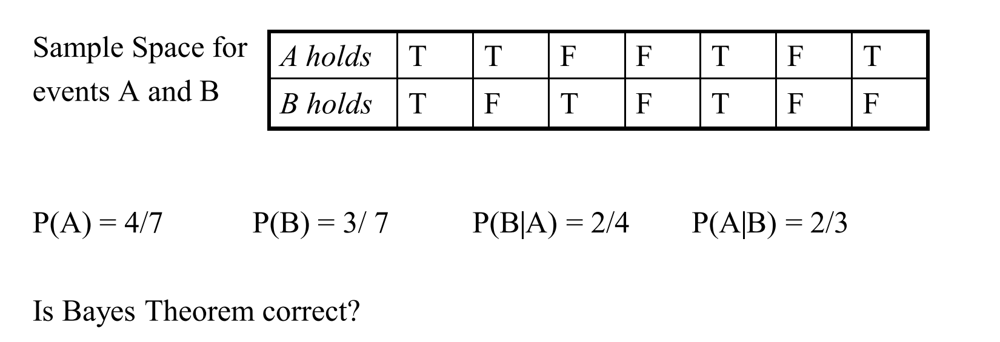 Sample Space for
events A and B
A holds T T F F T F T
B holds T F T F T F F
P(A) = 4/7 P(B) = 3/ 7 P(B|A) = 2/4 P(A|B) = 2/3
Is Bayes Theorem correct?